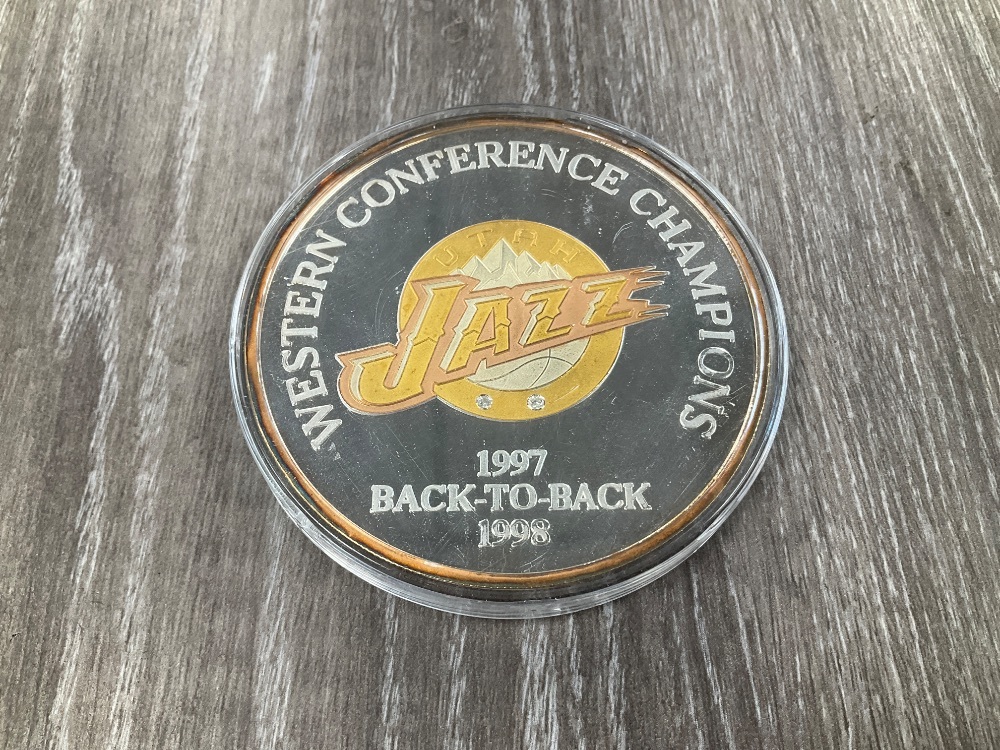 WESTERN CONFERENCE CHAMPIONS
UTAH
JAZZ
1997
BACK-TO-BACK
1998